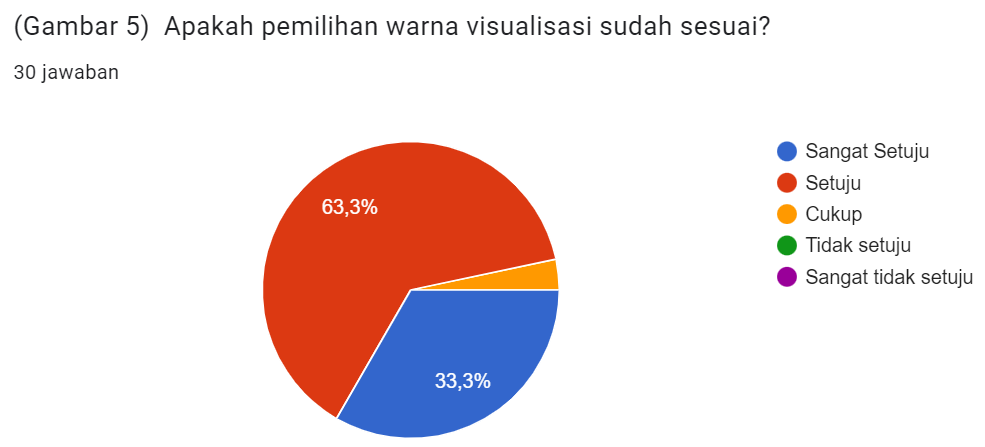 (Gambar 5)  Apakah pemilihan warna visualisasi sudah sesuai?
30 jawaban
63,3%
33,3%
Sangat Setuju
Setuju
Cukup
Tidak setuju
Sangat tidak setuju